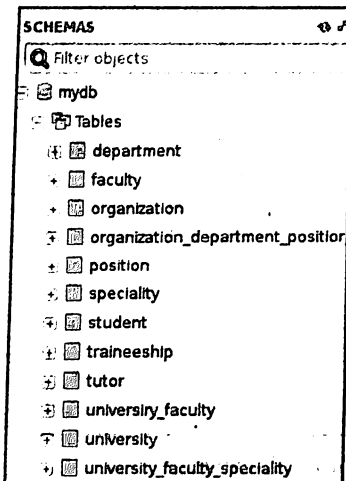 SCHEMAS
Filter objects
mydb
Tables
department
faculty
organization
organization_department_position
position
speciality
student
traineeship
tutor
universiry_faculty
university
university_faculty_speciality